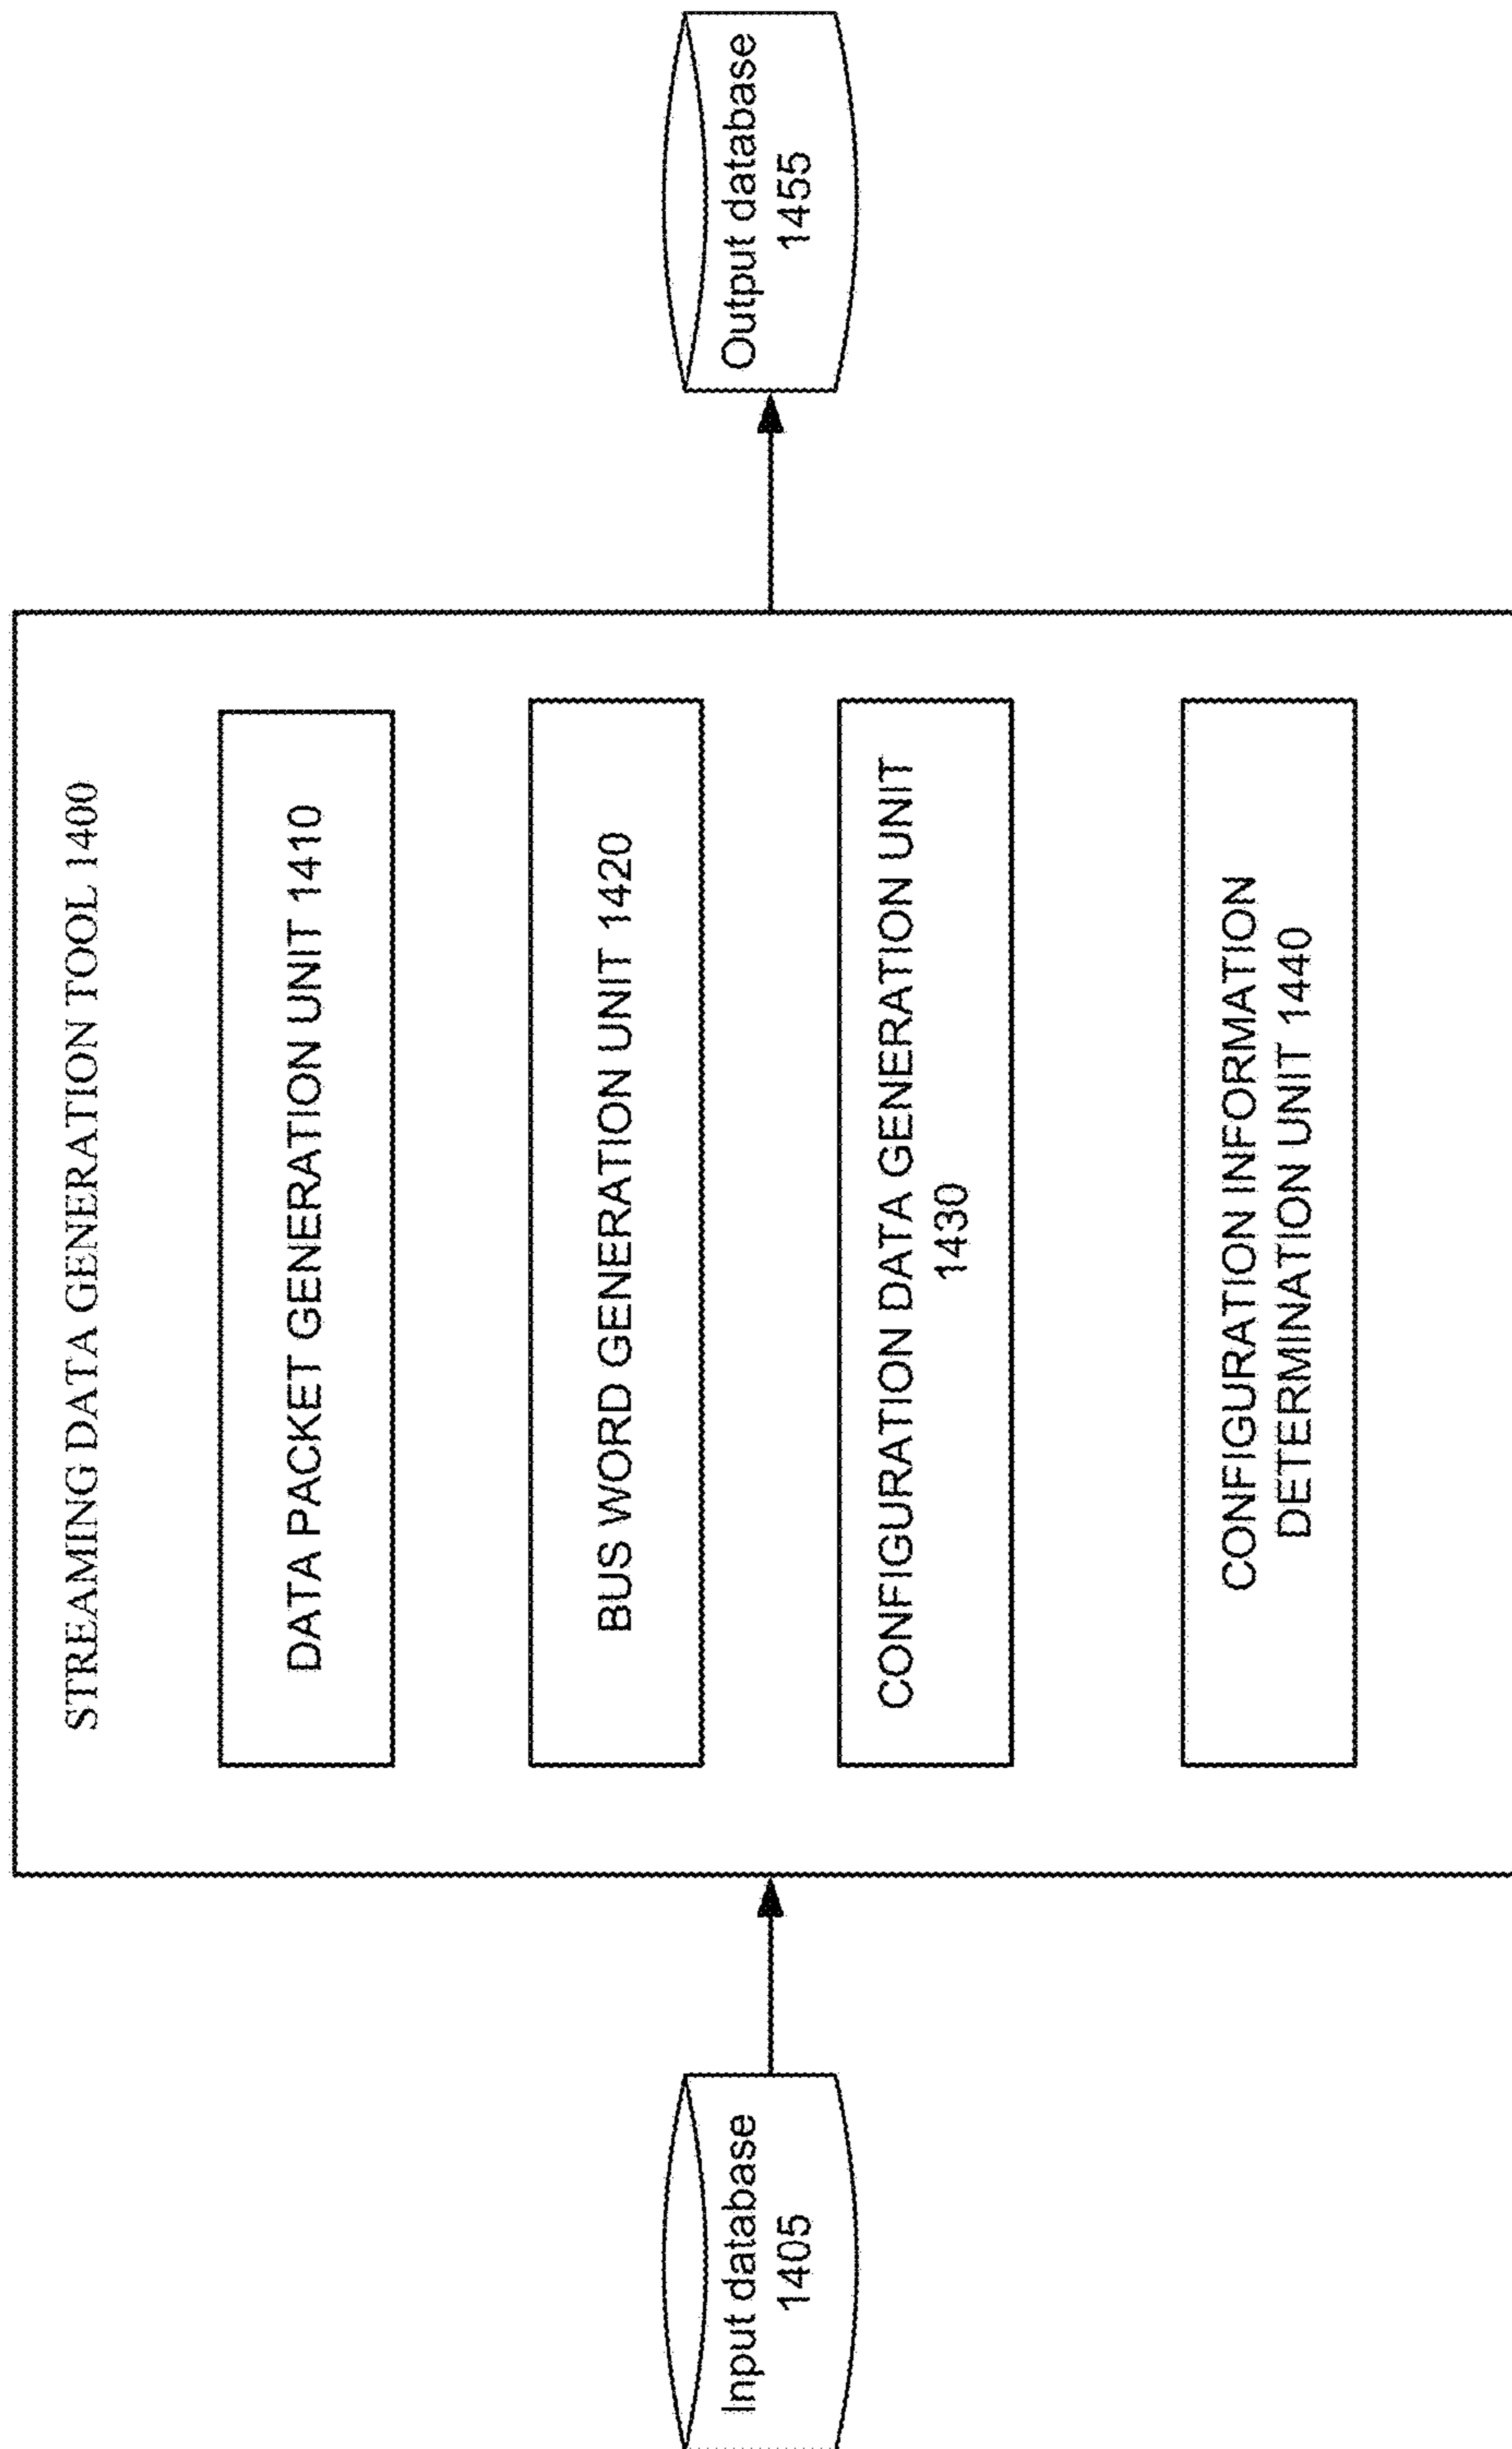 STREAMING DATA GENERATION TOOL 1400
Input database
1405
DATA PACKET GENERATION UNIT 1410
BUS WORD GENERATION UNIT 1420
CONFIGURATION DATA GENERATION UNIT
1430
CONFIGURATION INFORMATION
DETERMINATION UNIT 1440
Output database
1455